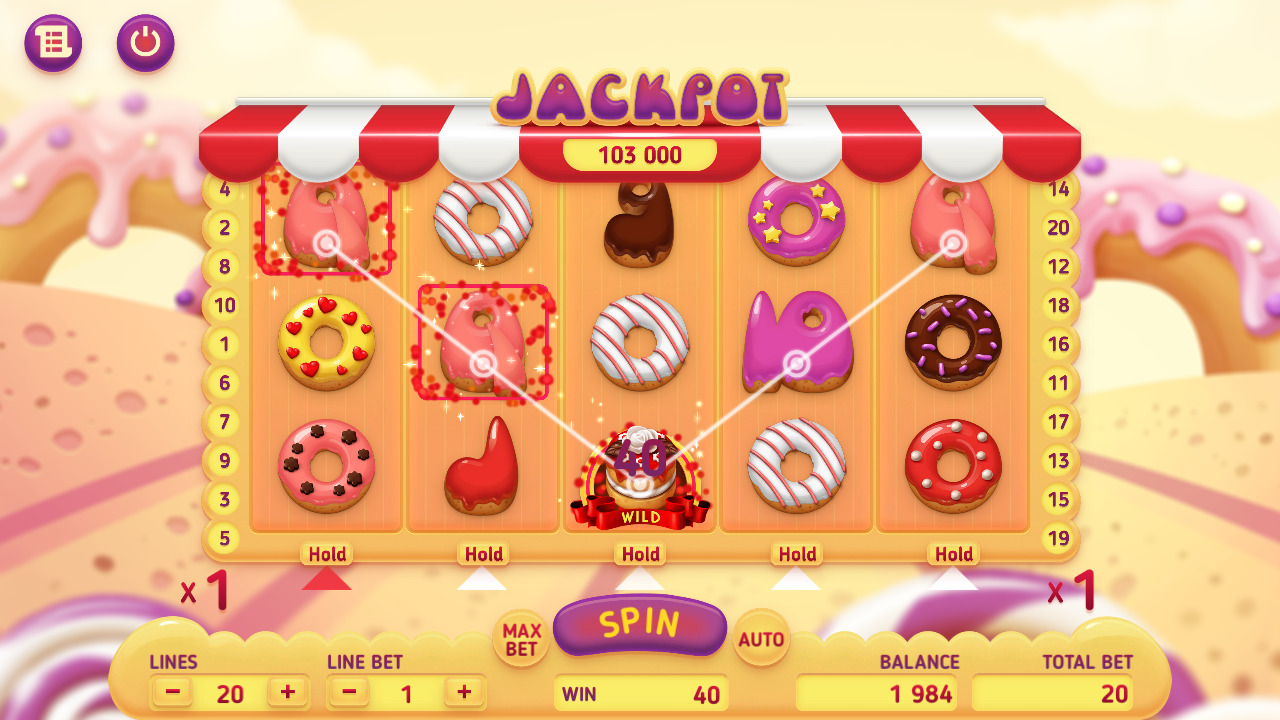 JACKPOT
103 000
4
2
8
10
1
6
7
9
3
5
14
20
12
18
16
11
17
13
15
19
40
WILD
Hold Hold Hold Hold Hold
x 1
x 1
MAX BET
SPIN
AUTO
LINES
- 20 +
LINE BET
- 1 +
WIN 40
BALANCE
1 984
TOTAL BET
20